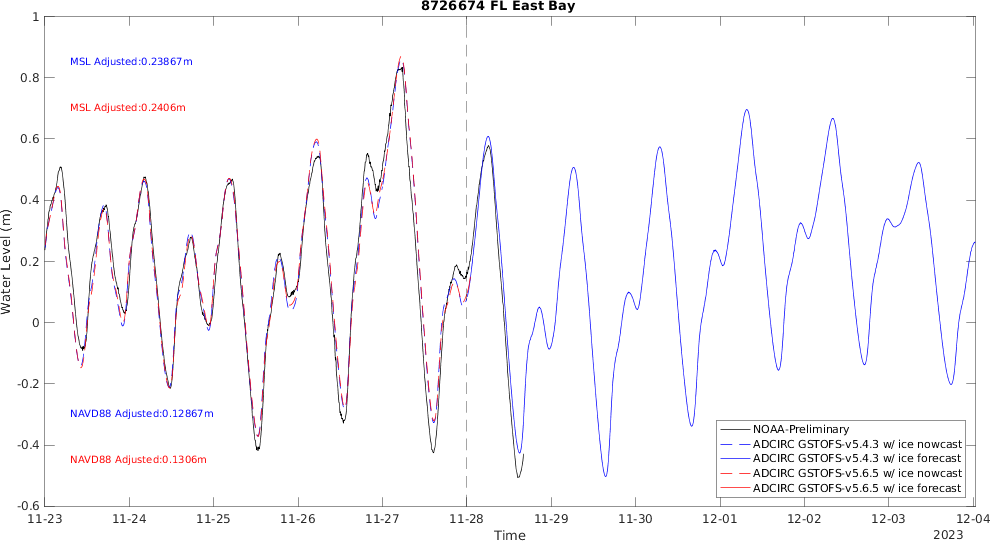 8726674 FL East Bay
1
0.8
0.6
0.4
0.2
0
-0.2
-0.4
-0.6
Water Level (m)
MSL Adjusted:0.23867m
MSL Adjusted:0.2406m
NAVD88 Adjusted:0.12867m
NAVD88 Adjusted:0.1306m
NOAA-Preliminary
ADCIRC GSTOFS-v5.4.3 w/ ice nowcast
ADCIRC GSTOFS-v5.4.3 w/ ice forecast
ADCIRC GSTOFS-v5.6.5 w/ ice nowcast
ADCIRC GSTOFS-v5.6.5 w/ ice forecast
11-23 11-24 11-25 11-26 11-27 11-28 11-29 11-30 12-01 12-02 12-03 12-04
Time
2023